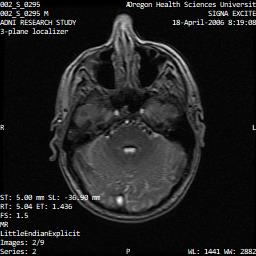 002_S_0295
Oregon Health Sciences Universit
002_S_0295 M
SIGNA EXCITE
ADNI RESEARCH STUDY
18-April-2006 8:19:08
3-plane localizer
R
L
ST: 5.00 mm SL: -36.90 mm
RT: 5.04 ET: 1.436
FS: 1.5
MR
LittleEndianExplicit
Images: 2/9
Series: 2
P
WL: 1441 WW: 2882